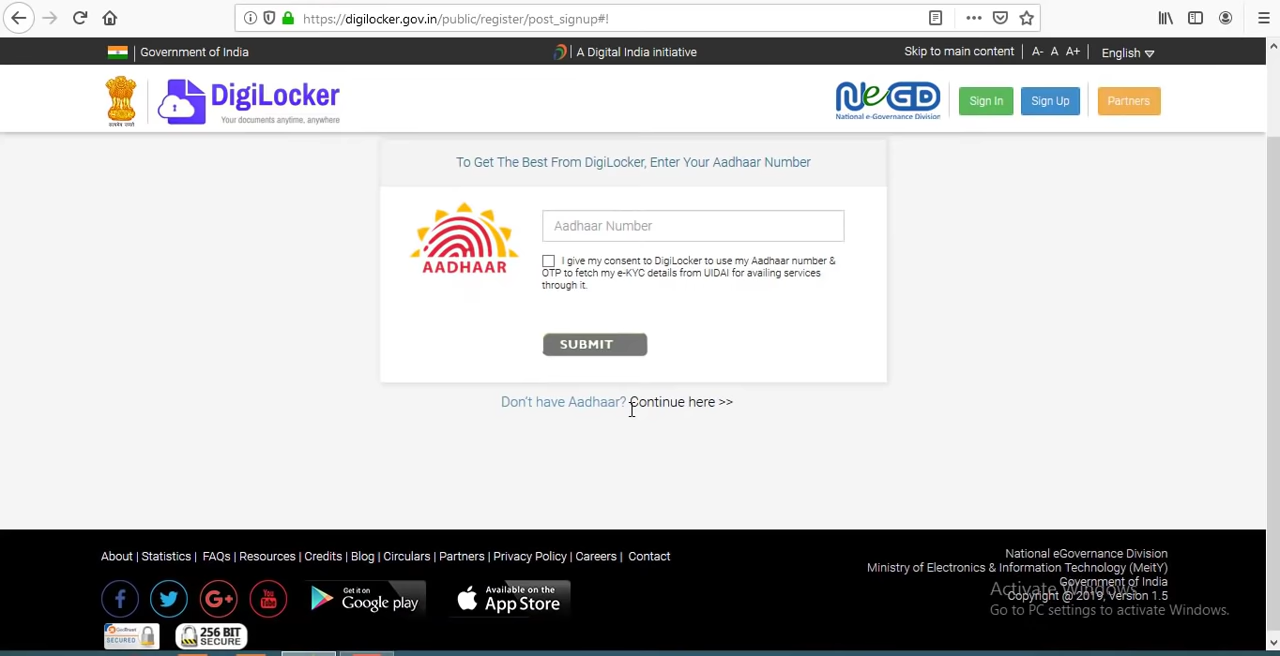 https://digilocker.gov.in/public/register/post_signup#!
Government of India
A Digital India initiative
Skip to main content | A- A A+ | English
DigiLocker
Your documents anytime, anywhere
NeGD
National e-Governance Division
Sign In
Sign Up
Partners
To Get The Best From DigiLocker, Enter Your Aadhaar Number
AADHAAR
Aadhaar Number
I give my consent to DigiLocker to use my Aadhaar number &
OTP to fetch my e-KYC details from UIDAI for availing services
through it.
SUBMIT
Don't have Aadhaar? Continue here >>
About | Statistics | FAQs | Resources | Credits | Blog | Circulars | Partners | Privacy Policy | Careers | Contact
National eGovernance Division
Ministry of Electronics & Information Technology (MeitY)
Government of India
Copyright @ 2019, Version 1.5
Activate Windows
Go to PC settings to activate Windows.
Get it on
Google play
Available on the
App Store
You
Tube
SECURED
256 BIT
SECURE